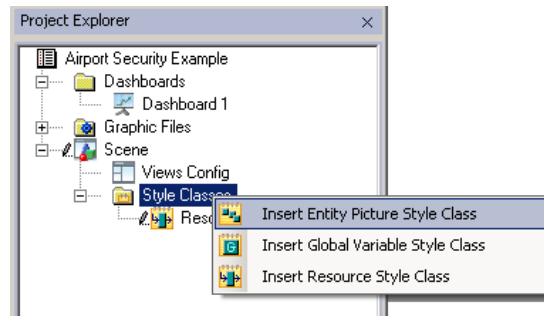 Project Explorer
Airport Security Example
Dashboards
Dashboard 1
Graphic Files
Scene
Views Config
Style Classes
Insert Entity Picture Style Class
Insert Global Variable Style Class
Insert Resource Style Class